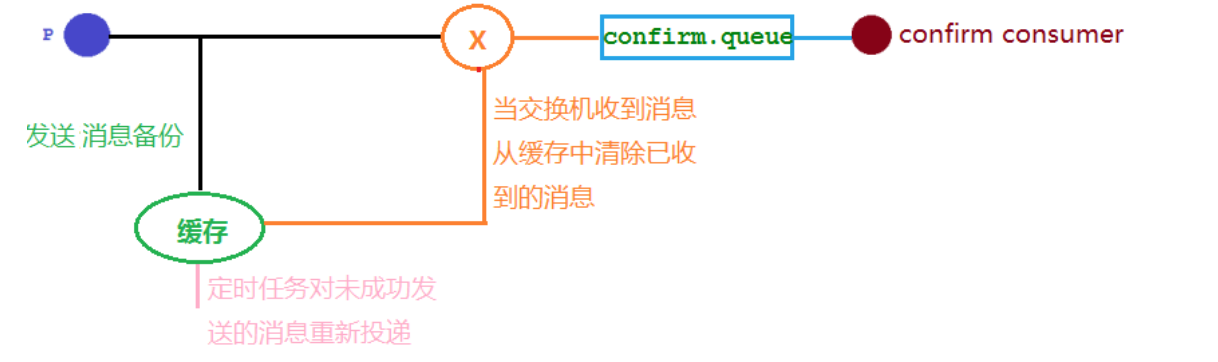 P
X
confirm.queue
confirm consumer
发送 消息备份
当交换机收到消息
从缓存中清除已收
到的消息
缓存
定时任务对未成功发
送的消息重新投递